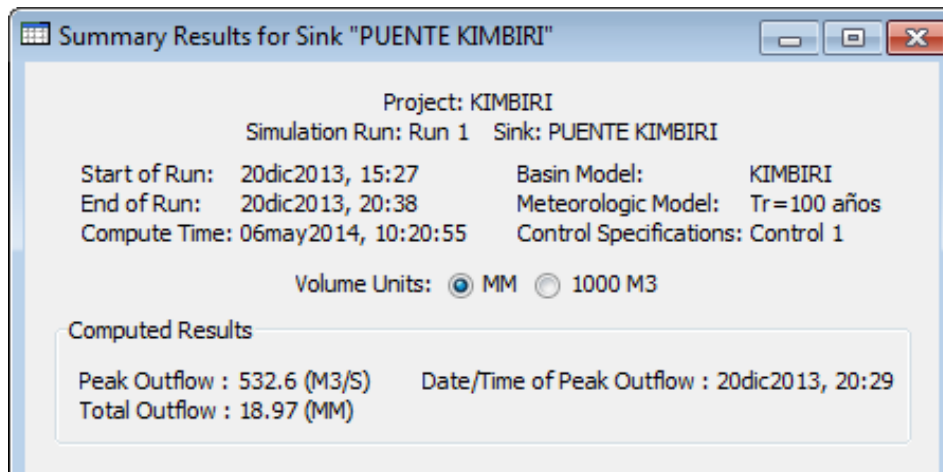 Summary Results for Sink "PUENTE KIMBIRI"
Project: KIMBIRI
Simulation Run: Run 1 Sink: PUENTE KIMBIRI
Start of Run: 20dic2013, 15:27 Basin Model: KIMBIRI
End of Run: 20dic2013, 20:38 Meteorologic Model: Tr=100 años
Compute Time: 06may2014, 10:20:55 Control Specifications: Control 1
Volume Units: MM 1000 M3
Computed Results
Peak Outflow : 532.6 (M3/S) Date/Time of Peak Outflow : 20dic2013, 20:29
Total Outflow : 18.97 (MM)